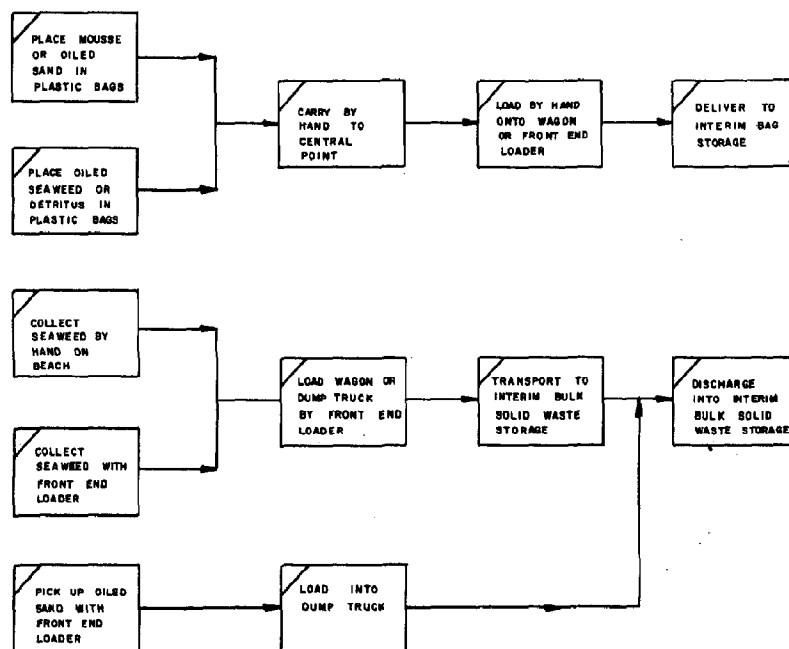 PLACE MOUSSE
OR OILED
SAND IN
PLASTIC BAGS
PLACE OILED
SEAWEED OR
DETRITUS IN
PLASTIC BAGS
CARRY BY
HAND TO
CENTRAL
POINT
LOAD BY HAND
ONTO WAGON
OR FRONT END
LOADER
DELIVER TO
INTERIM BAG
STORAGE
COLLECT
SEAWEED BY
HAND ON
BEACH
COLLECT
SEAWEED WITH
FRONT END
LOADER
LOAD WAGON OR
DUMP TRUCK
BY FRONT END
LOADER
TRANSPORT TO
INTERIM BULK
SOLID WASTE
STORAGE
DISCHARGE
INTO INTERIM
BULK SOLID
WASTE STORAGE
PICK UP OILED
SAND WITH
FRONT END
LOADER
LOAD INTO
DUMP TRUCK